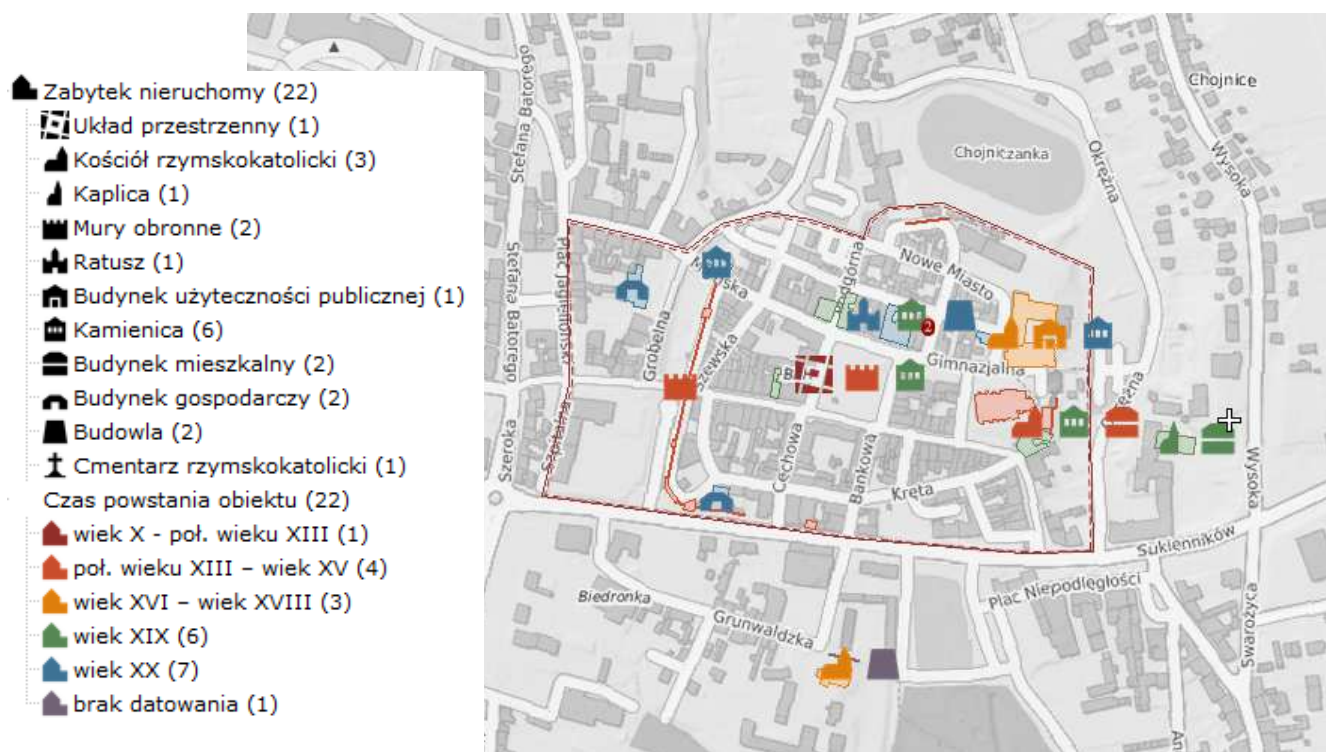 Zabytek nieruchomy (22)
Układ przestrzenny (1)
Kościół rzymskokatolicki (3)
Kaplica (1)
Mury obronne (2)
Ratusz (1)
Budynek użyteczności publicznej (1)
Kamienica (6)
Budynek mieszkalny (2)
Budynek gospodarczy (2)
Budowla (2)
Cmentarz rzymskokatolicki (1)
Czas powstania obiektu (22)
wiek X - poł. wieku XIII (1)
poł. wieku XIII – wiek XV (4)
wiek XVI – wiek XVIII (3)
wiek XIX (6)
wiek XX (7)
brak datowania (1)
Stefana Batorego
Stefana Batorego
Plac Jagielloński
Szeroka
Szpitalna
Grobelna
Szewska
Cechowa
Bankowa
Kręta
Nowe Miasto
Gimnazjalna
2
Chojniczanka
Chojnice
Okrężna
Wysoka
Wysoka
Swarożyca
Sukienników
Plac Niepodległości
Biedronka
Grunwaldzka
An